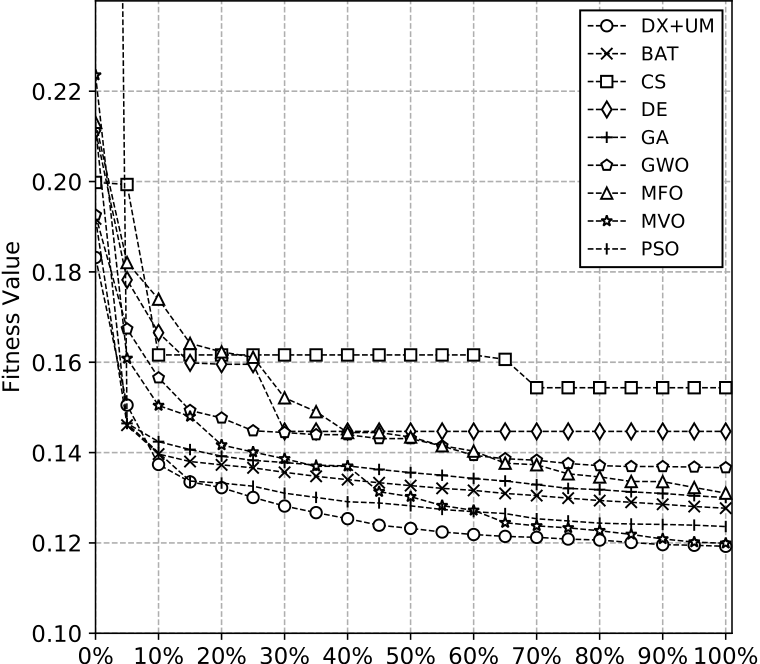 DX+UM
BAT
CS
DE
GA
GWO
MFO
MVO
PSO
Fitness Value
0.22
0.20
0.18
0.16
0.14
0.12
0.10
0% 10% 20% 30% 40% 50% 60% 70% 80% 90% 100%